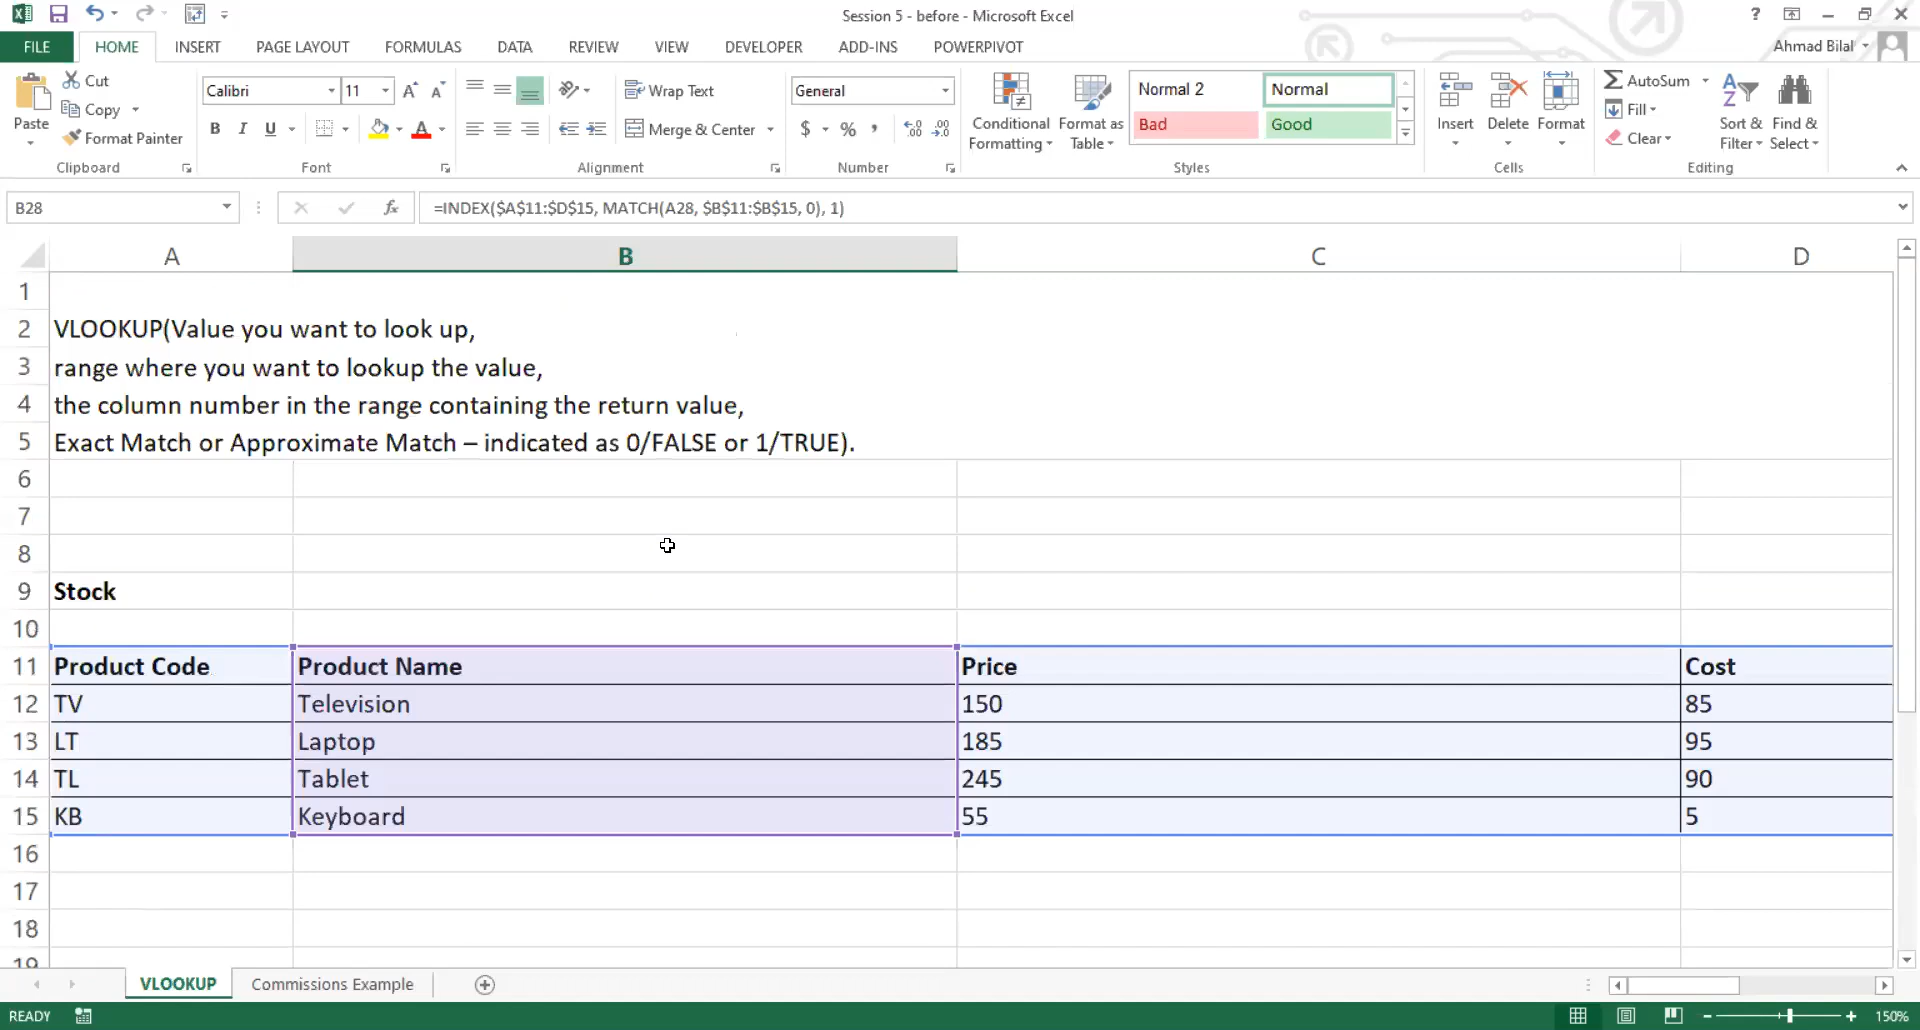 Session 5 - before - Microsoft Excel
?
FILE HOME INSERT PAGE LAYOUT FORMULAS DATA REVIEW VIEW DEVELOPER ADD-INS POWERPIVOT Ahmad Bilal
Paste
Cut
Copy
Format Painter
Clipboard
Calibri 11
B I U
Font
Wrap Text
Merge & Center
Alignment
General
$ % ,
Number
Conditional Formatting
Format as Table
Normal 2 Normal
Bad Good
Styles
Insert Delete Format
Cells
AutoSum
Fill
Clear
Sort & Filter
Find & Select
Editing
B28 fx =INDEX($A$11:$D$15, MATCH(A28, $B$11:$B$15, 0), 1)
A B C D
1
2 VLOOKUP(Value you want to look up,
3 range where you want to lookup the value,
4 the column number in the range containing the return value,
5 Exact Match or Approximate Match – indicated as 0/FALSE or 1/TRUE).
6
7
8
9 Stock
10
11 Product Code Product Name Price Cost
12 TV Television 150 85
13 LT Laptop 185 95
14 TL Tablet 245 90
15 KB Keyboard 55 5
16
17
18
19
VLOOKUP Commissions Example
READY 150%